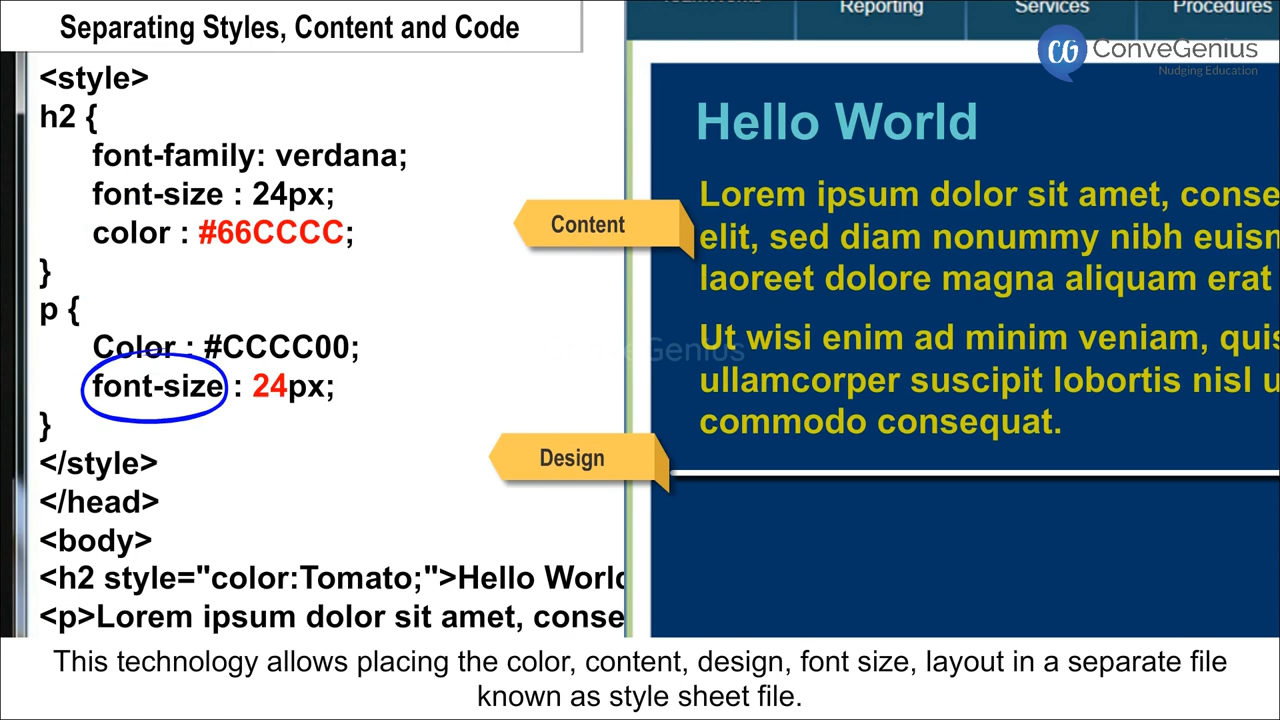 Separating Styles, Content and Code
Reporting
Services
Procedures
ConveGenius
Nudging Education
<style>
h2 {
font-family: verdana;
font-size : 24px;
color : #66CCCC;
}
p {
Color : #CCCC00;
font-size : 24px;
}
</style>
</head>
<body>
<h2 style="color:Tomato;">Hello World
<p>Lorem ipsum dolor sit amet, conse
Content
Design
Hello World
Lorem ipsum dolor sit amet, conse
elit, sed diam nonummy nibh euism
laoreet dolore magna aliquam erat
Ut wisi enim ad minim veniam, quis
ullamcorper suscipit lobortis nisl u
commodo consequat.
ConveGenius
This technology allows placing the color, content, design, font size, layout in a separate file
known as style sheet file.